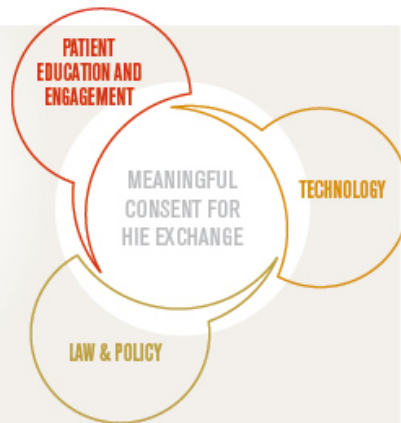 PATIENT
EDUCATION AND
ENGAGEMENT
MEANINGFUL
CONSENT FOR
HIE EXCHANGE
TECHNOLOGY
LAW & POLICY